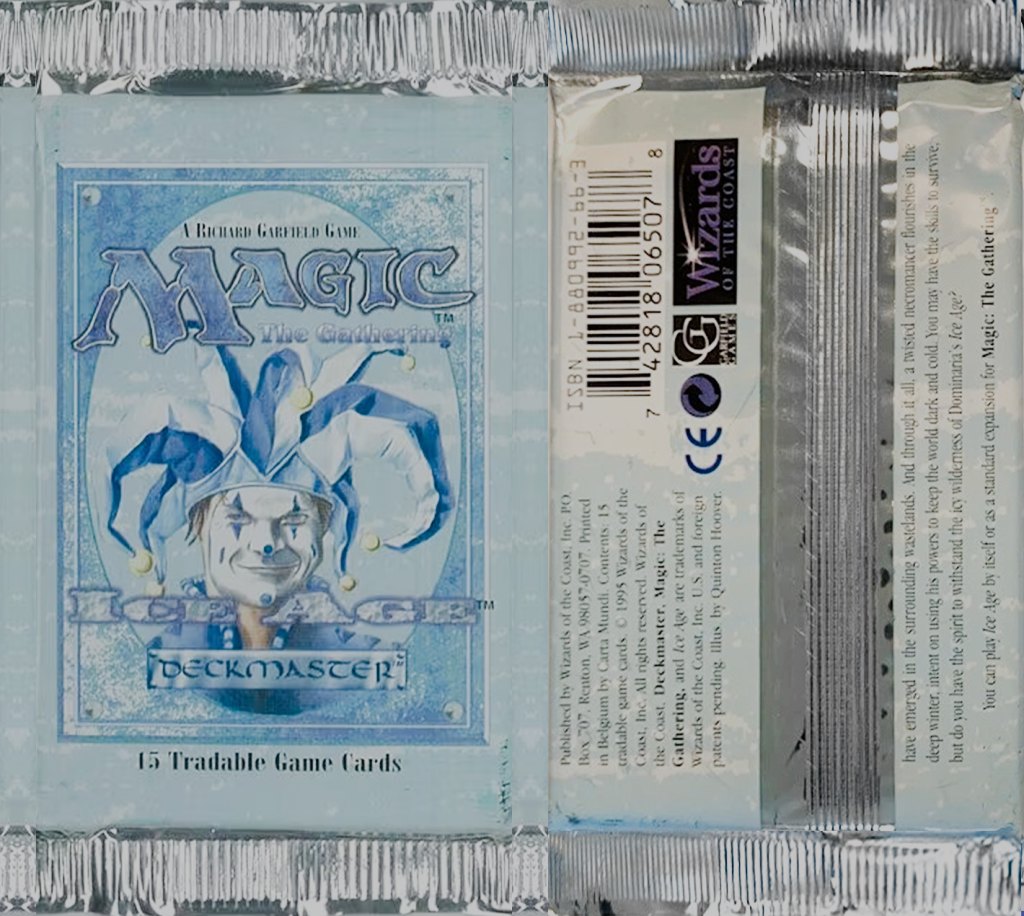 A RICHARD GARFIELD GAME
MAGIC™
The Gathering
ICE AGE™
DECKMASTER™
15 Tradable Game Cards
ISBN 1-880992-66-3
7 42818 06507 8
WIZARDS
OF THE COAST
GG
GARFIELD
GAMES
CE
Published by Wizards of the Coast, Inc. P.O.
Box 707, Renton, WA 98057-0707. Printed
in Belgium by Carta Mundi. Contents: 15
tradable game cards. © 1995 Wizards of the
Coast, Inc. All rights reserved. Wizards of
the Coast, Deckmaster, Magic: The
Gathering, and Ice Age are trademarks of
Wizards of the Coast, Inc. U.S. and foreign
patents pending. Illus. by Quinton Hoover.
have emerged in the surrounding wastelands. And through it all, a twisted necromancer flourishes in the
deep winter, intent on using his powers to keep the world dark and cold. You may have the skills to survive,
but do you have the spirit to withstand the icy wilderness of Dominaria's Ice Age?
You can play Ice Age by itself or as a standard expansion for Magic: The Gathering™